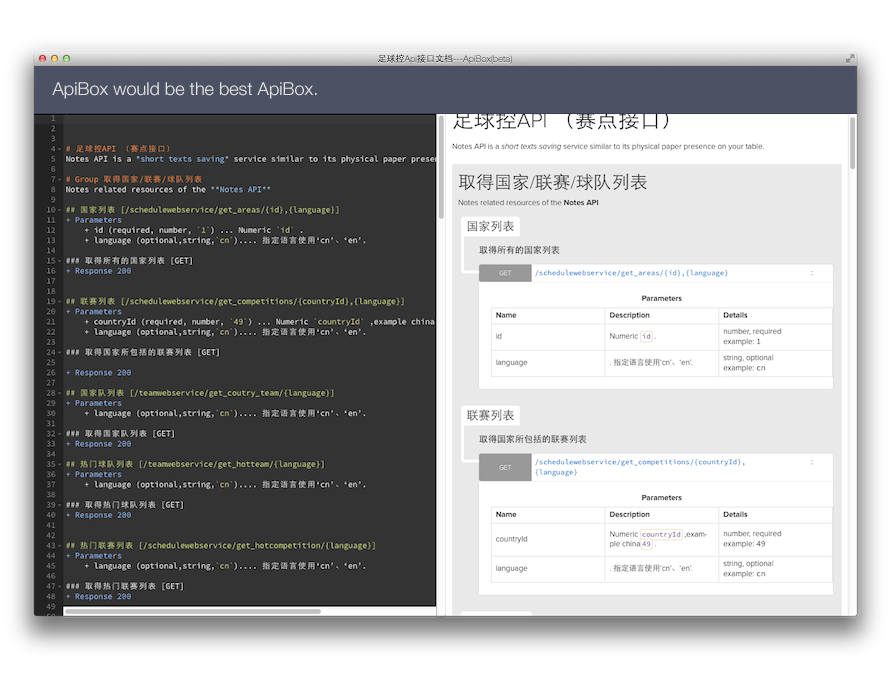 足球控Api接口文档---ApiBox(beta)
ApiBox would be the best ApiBox.
1
2
3
4 # 足球控API （赛点接口）
5 Notes API is a *short texts saving* service similar to its physical paper prese
6
7 # Group 取得国家/联赛/球队列表
8 Notes related resources of the **Notes API**
9
10 ## 国家列表 [/schedulewebservice/get_areas/{id},{language}]
11 + Parameters
12 + id (required, number, `1`) ... Numeric `id` .
13 + language (optional,string,`cn`).... 指定语言使用‘cn’、‘en’.
14
15 ### 取得所有的国家列表 [GET]
16 + Response 200
17
18
19 ## 联赛列表 [/schedulewebservice/get_competitions/{countryId},{language}]
20 + Parameters
21 + countryId (required, number, `49`) ... Numeric `countryId` ,example china
22 + language (optional,string,`cn`).... 指定语言使用‘cn’、‘en’.
23
24 ### 取得国家所包括的联赛列表 [GET]
25
26 + Response 200
27
28 ## 国家队列表 [/teamwebservice/get_coutry_team/{language}]
29 + Parameters
30 + language (optional,string,`cn`).... 指定语言使用‘cn’、‘en’.
31
32 ### 取得国家队列表 [GET]
33 + Response 200
34
35 ## 热门球队列表 [/teamwebservice/get_hotteam/{language}]
36 + Parameters
37 + language (optional,string,`cn`).... 指定语言使用‘cn’、‘en’.
38
39 ### 取得热门球队列表 [GET]
40 + Response 200
41
42
43 ## 热门联赛列表 [/schedulewebservice/get_hotcompetition/{language}]
44 + Parameters
45 + language (optional,string,`cn`).... 指定语言使用‘cn’、‘en’.
46
47 ### 取得热门联赛列表 [GET]
48 + Response 200
49
足球控API （赛点接口）
Notes API is a short texts saving service similar to its physical paper presence on your table.
取得国家/联赛/球队列表
Notes related resources of the Notes API
国家列表
取得所有的国家列表
GET /schedulewebservice/get_areas/{id},{language}
Parameters
Name Description Details
id Numeric id . number, required
example: 1
language . 指定语言使用‘cn’、‘en’. string, optional
example: cn
联赛列表
取得国家所包括的联赛列表
GET /schedulewebservice/get_competitions/{countryId},
{language}
Parameters
Name Description Details
countryId Numeric countryId ,exam-
ple china 49 . number, required
example: 49
language . 指定语言使用‘cn’、‘en’. string, optional
example: cn